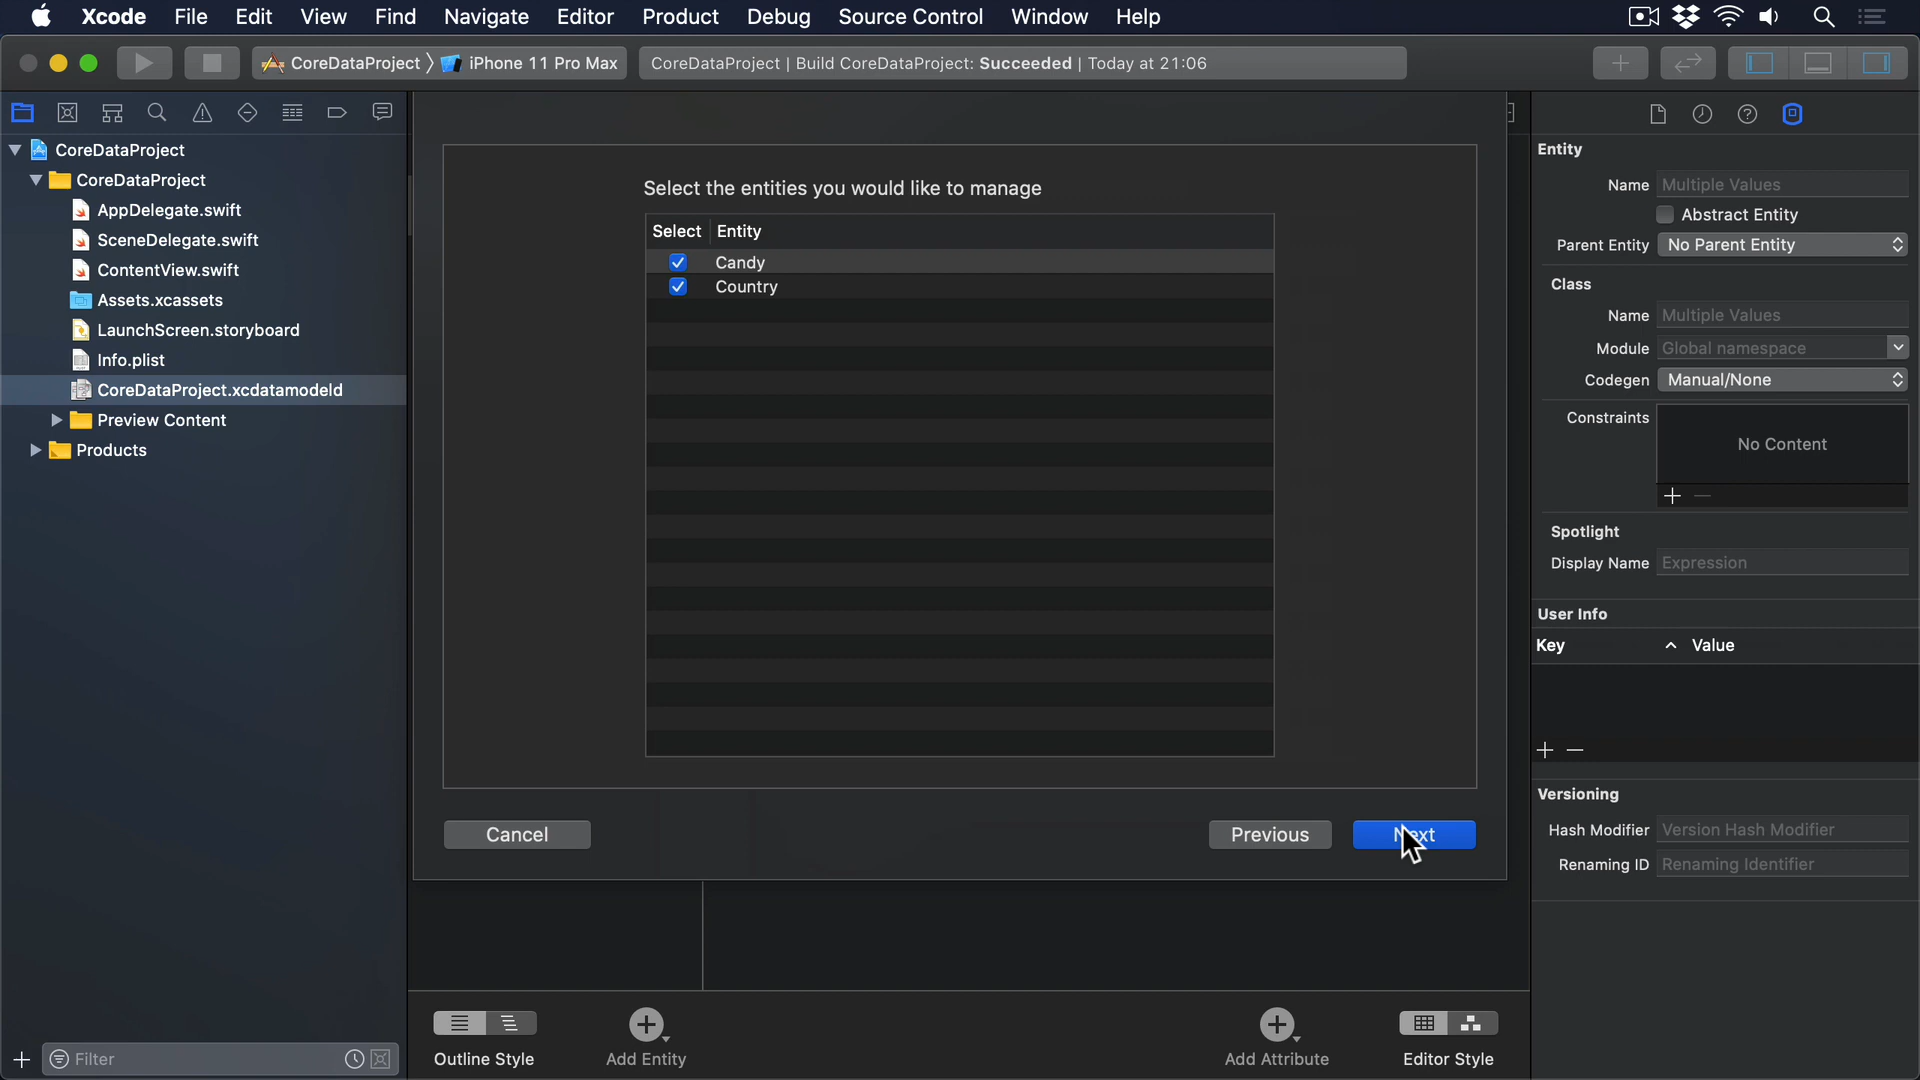 Xcode File Edit View Find Navigate Editor Product Debug Source Control Window Help
CoreDataProject iPhone 11 Pro Max
CoreDataProject | Build CoreDataProject: Succeeded | Today at 21:06
CoreDataProject
CoreDataProject
AppDelegate.swift
SceneDelegate.swift
ContentView.swift
Assets.xcassets
LaunchScreen.storyboard
Info.plist
CoreDataProject.xcdatamodeld
Preview Content
Products
Filter
Select the entities you would like to manage
Select Entity
Candy
Country
Cancel
Previous
Next
Outline Style
Add Entity
Add Attribute
Editor Style
Entity
Name Multiple Values
Abstract Entity
Parent Entity No Parent Entity
Class
Name Multiple Values
Module Global namespace
Codegen Manual/None
Constraints
No Content
Spotlight
Display Name Expression
User Info
Key Value
Versioning
Hash Modifier Version Hash Modifier
Renaming ID Renaming Identifier